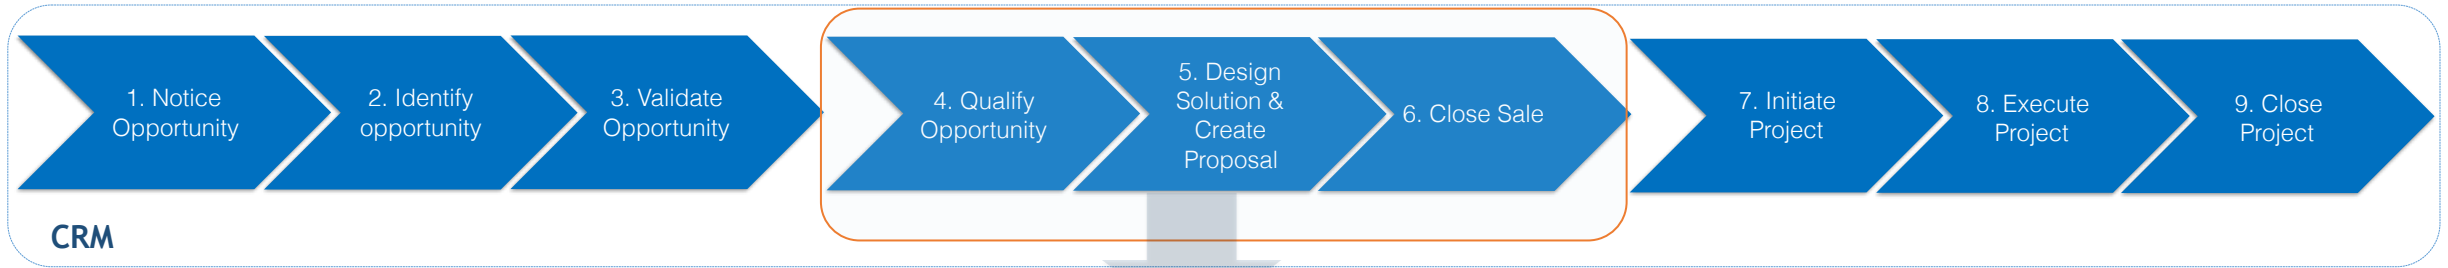 1. Notice
Opportunity
2. Identify
opportunity
3. Validate
Opportunity
4. Qualify
Opportunity
5. Design
Solution &
Create
Proposal
6. Close Sale
7. Initiate
Project
8. Execute
Project
9. Close
Project
CRM